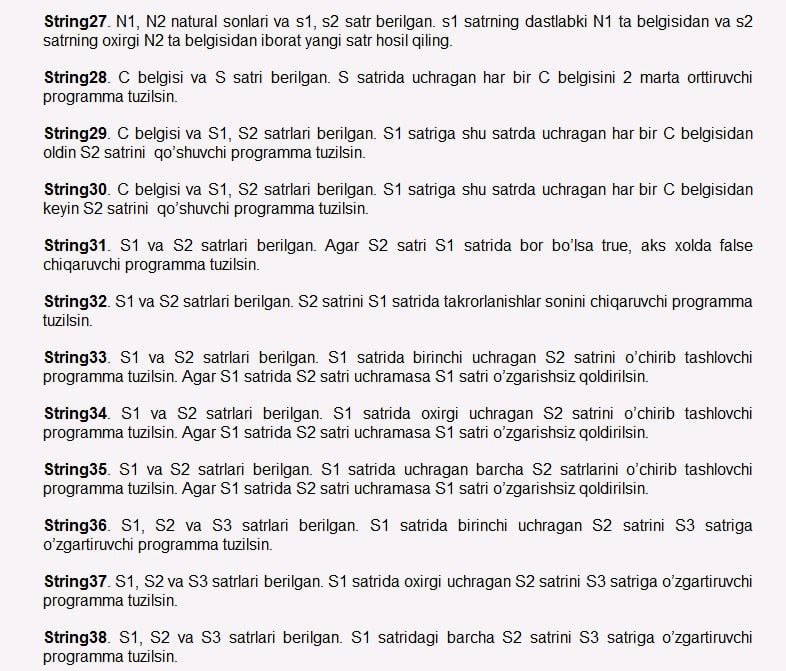 String27. N1, N2 natural sonlari va s1, s2 satr berilgan. s1 satrning dastlabki N1 ta belgisidan va s2
satrning oxirgi N2 ta belgisidan iborat yangi satr hosil qiling.
String28. C belgisi va S satri berilgan. S satrida uchragan har bir C belgisini 2 marta orttiruvchi
programma tuzilsin.
String29. C belgisi va S1, S2 satrlari berilgan. S1 satriga shu satrda uchragan har bir C belgisidan
oldin S2 satrini qo’shuvchi programma tuzilsin.
String30. C belgisi va S1, S2 satrlari berilgan. S1 satriga shu satrda uchragan har bir C belgisidan
keyin S2 satrini qo’shuvchi programma tuzilsin.
String31. S1 va S2 satrlari berilgan. Agar S2 satri S1 satrida bor bo’lsa true, aks xolda false
chiqaruvchi programma tuzilsin.
String32. S1 va S2 satrlari berilgan. S2 satrini S1 satrida takrorlanishlar sonini chiqaruvchi programma
tuzilsin.
String33. S1 va S2 satrlari berilgan. S1 satrida birinchi uchragan S2 satrini o’chirib tashlovchi
programma tuzilsin. Agar S1 satrida S2 satri uchramasa S1 satri o’zgarishsiz qoldirilsin.
String34. S1 va S2 satrlari berilgan. S1 satrida oxirgi uchragan S2 satrini o’chirib tashlovchi
programma tuzilsin. Agar S1 satrida S2 satri uchramasa S1 satri o’zgarishsiz qoldirilsin.
String35. S1 va S2 satrlari berilgan. S1 satrida uchragan barcha S2 satrlarini o’chirib tashlovchi
programma tuzilsin. Agar S1 satrida S2 satri uchramasa S1 satri o’zgarishsiz qoldirilsin.
String36. S1, S2 va S3 satrlari berilgan. S1 satrida birinchi uchragan S2 satrini S3 satriga
o’zgartiruvchi programma tuzilsin.
String37. S1, S2 va S3 satrlari berilgan. S1 satrida oxirgi uchragan S2 satrini S3 satriga o’zgartiruvchi
programma tuzilsin.
String38. S1, S2 va S3 satrlari berilgan. S1 satridagi barcha S2 satrini S3 satriga o’zgartiruvchi
programma tuzilsin.